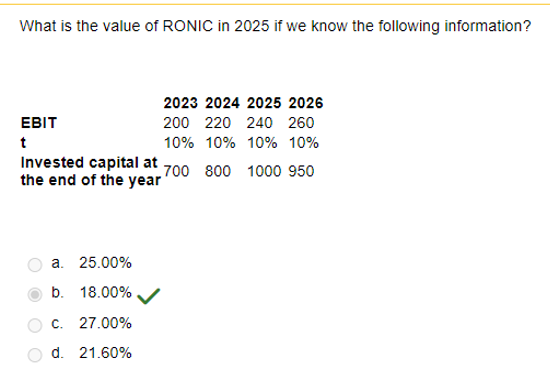 What is the value of RONIC in 2025 if we know the following information?
2023 2024 2025 2026
EBIT 200 220 240 260
t 10% 10% 10% 10%
Invested capital at
the end of the year 700 800 1000 950
a. 25.00%
b. 18.00%
c. 27.00%
d. 21.60%